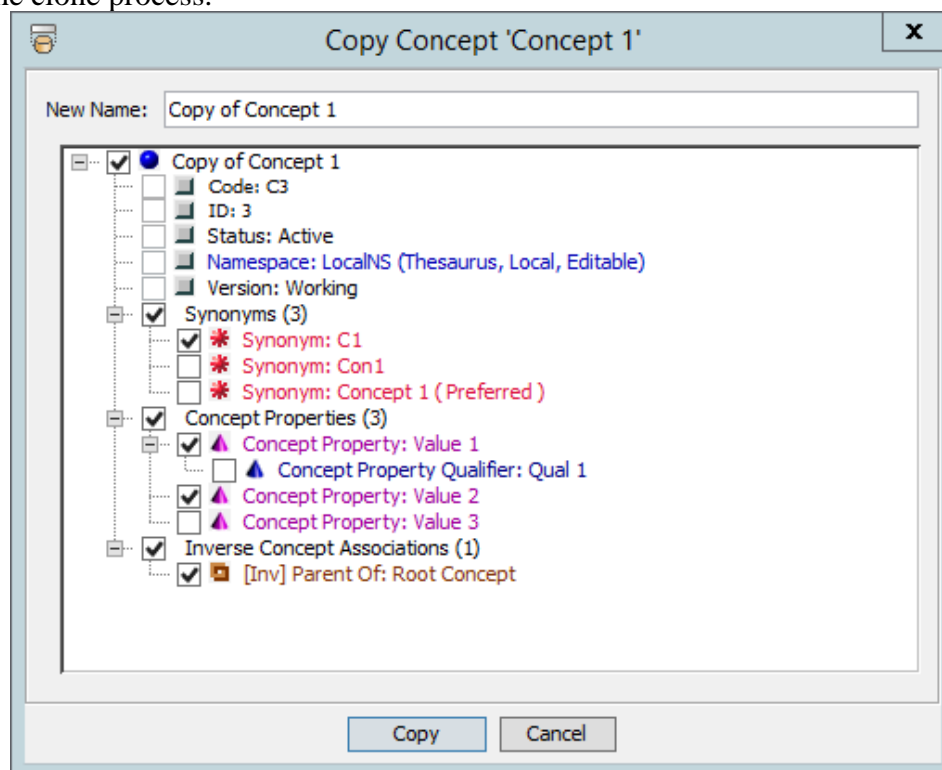 he clone process.
Copy Concept 'Concept 1'
x
New Name: Copy of Concept 1
Copy of Concept 1
Code: C3
ID: 3
Status: Active
Namespace: LocalNS (Thesaurus, Local, Editable)
Version: Working
Synonyms (3)
Synonym: C1
Synonym: Con1
Synonym: Concept 1 ( Preferred )
Concept Properties (3)
Concept Property: Value 1
Concept Property Qualifier: Qual 1
Concept Property: Value 2
Concept Property: Value 3
Inverse Concept Associations (1)
[Inv] Parent Of: Root Concept
Copy Cancel